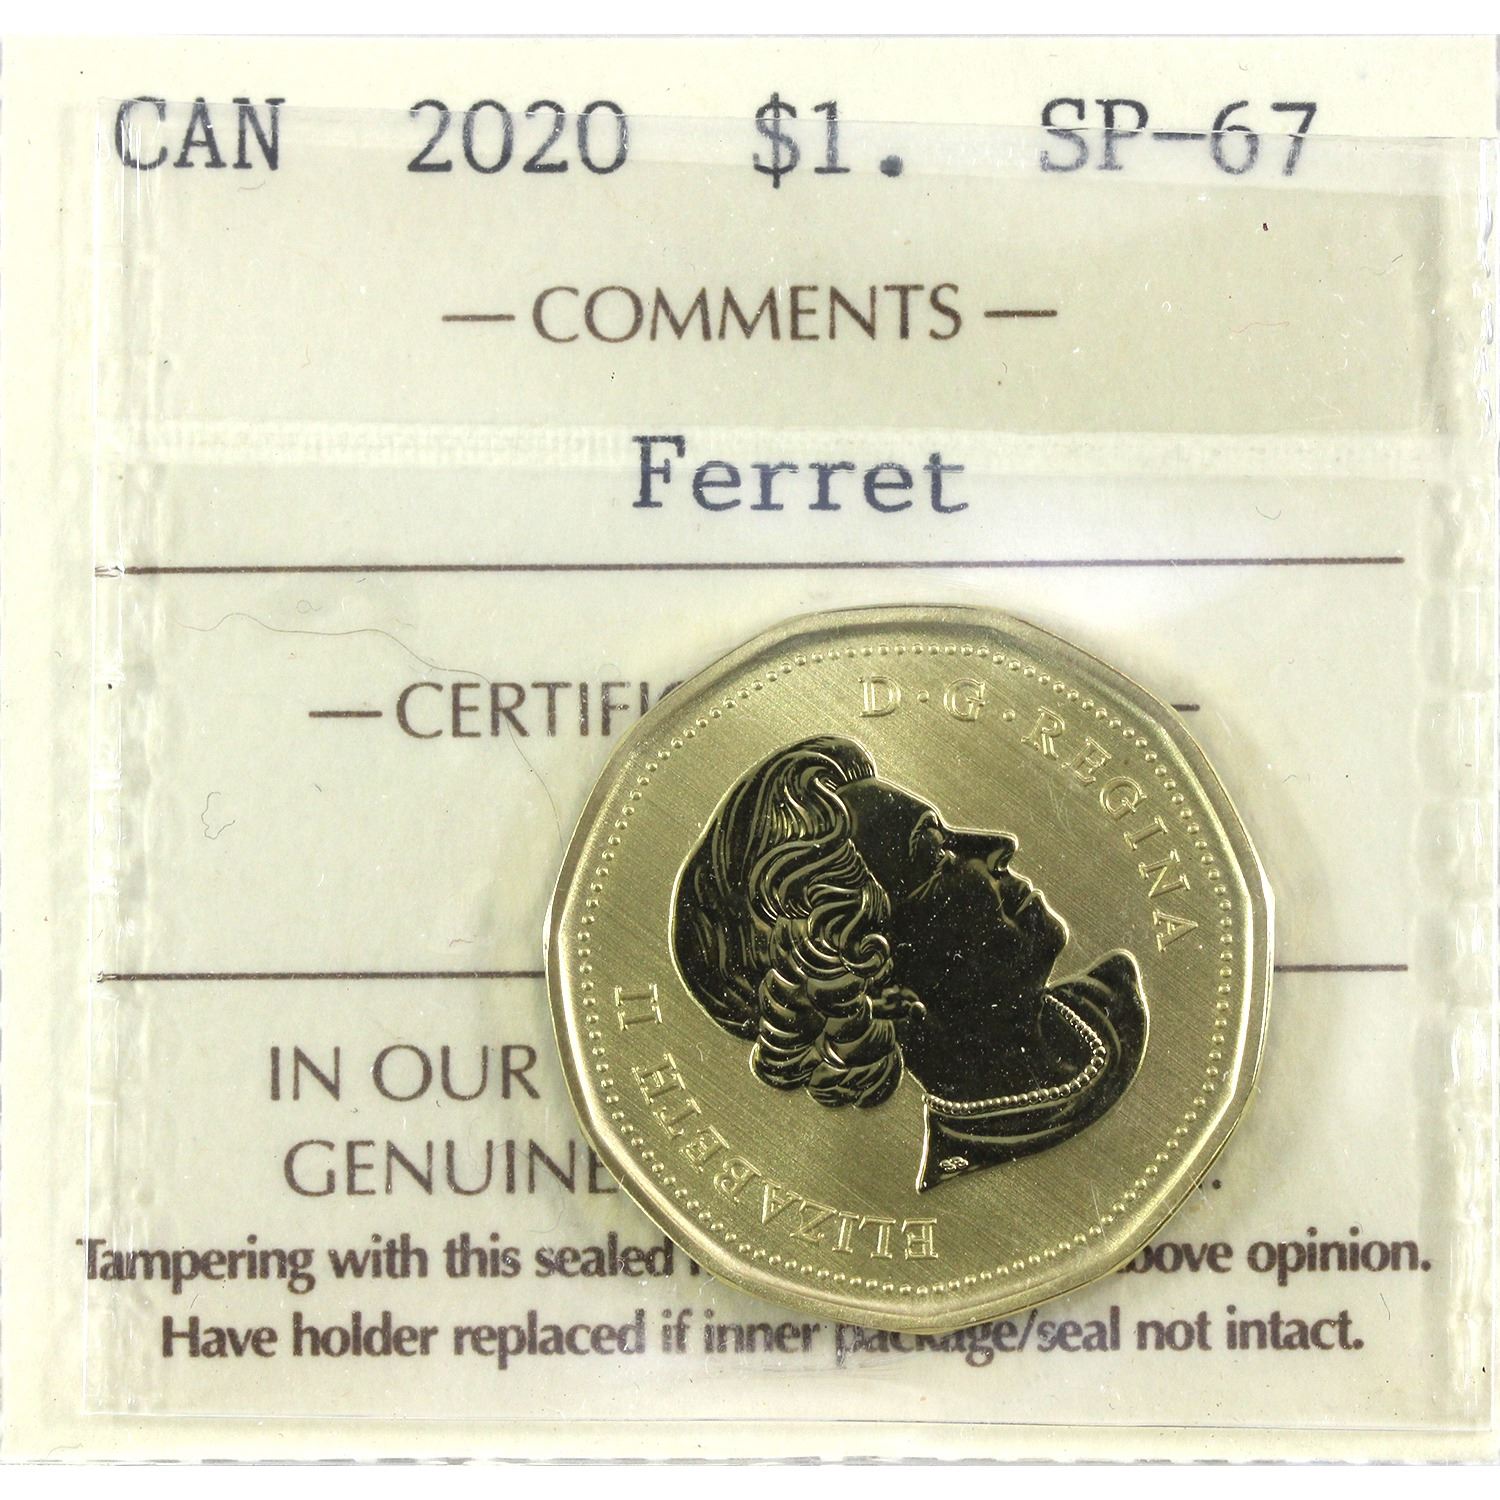 CAN 2020 $1. SP-67
— COMMENTS —
Ferret
— CERTIFI
IN OUR
GENUINE
Tampering with this sealed opinion.
Have holder replaced if inner package/seal not intact.
ELIZABETH II D·G·REGINA